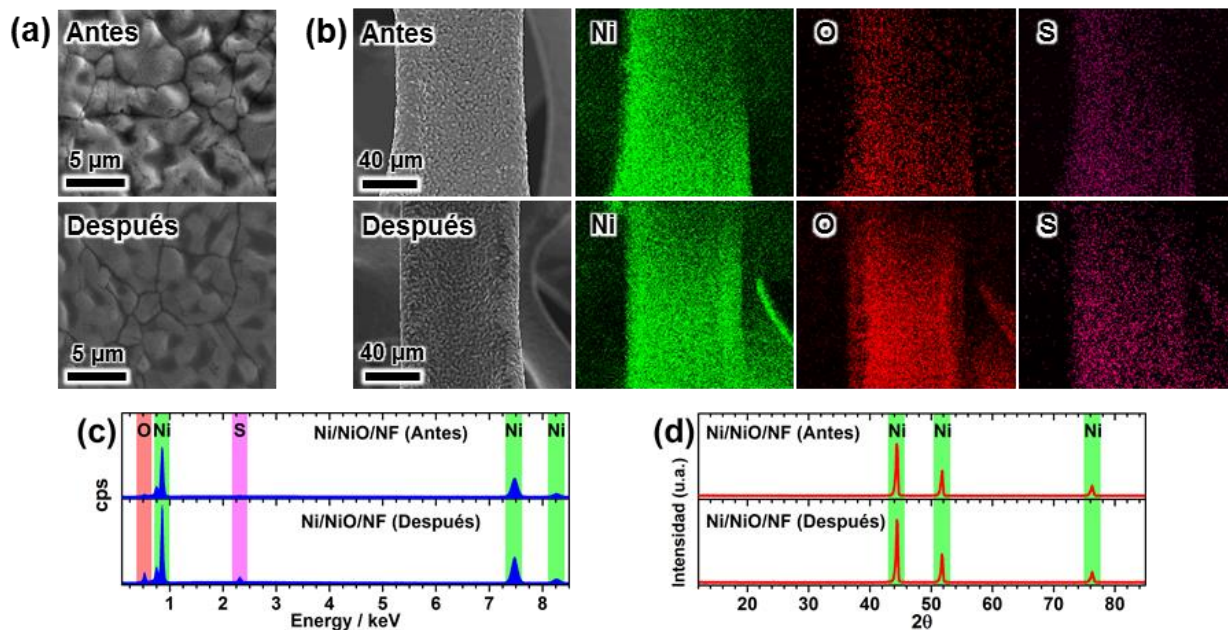 (a)
Antes
5 μm
Después
5 μm
(b)
Antes
40 μm
Ni
O
S
Después
40 μm
Ni
O
S
(c)
O Ni S Ni Ni
Ni/NiO/NF (Antes)
Ni/NiO/NF (Después)
cps
1 2 3 4 5 6 7 8
Energy / keV
(d)
Ni/NiO/NF (Antes)
Ni Ni Ni
Ni/NiO/NF (Después)
Intensidad (u.a.)
20 30 40 50 60 70 80
2θ